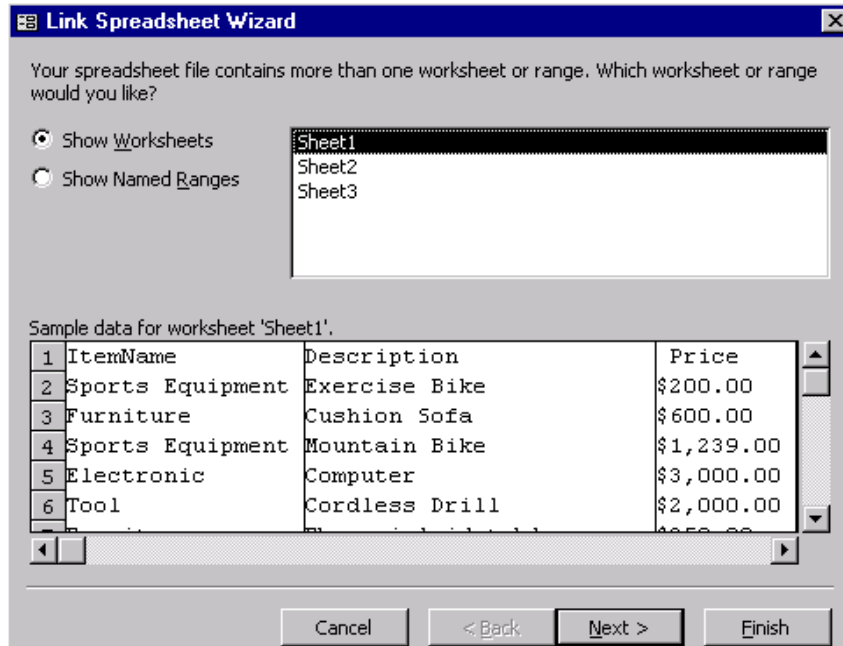 Link Spreadsheet Wizard
Your spreadsheet file contains more than one worksheet or range. Which worksheet or range
would you like?
Show Worksheets
Show Named Ranges
Sheet1
Sheet2
Sheet3
Sample data for worksheet 'Sheet1'.
1 ItemName Description Price
2 Sports Equipment Exercise Bike $200.00
3 Furniture Cushion Sofa $600.00
4 Sports Equipment Mountain Bike $1,239.00
5 Electronic Computer $3,000.00
6 Tool Cordless Drill $2,000.00
Cancel < Back Next > Finish